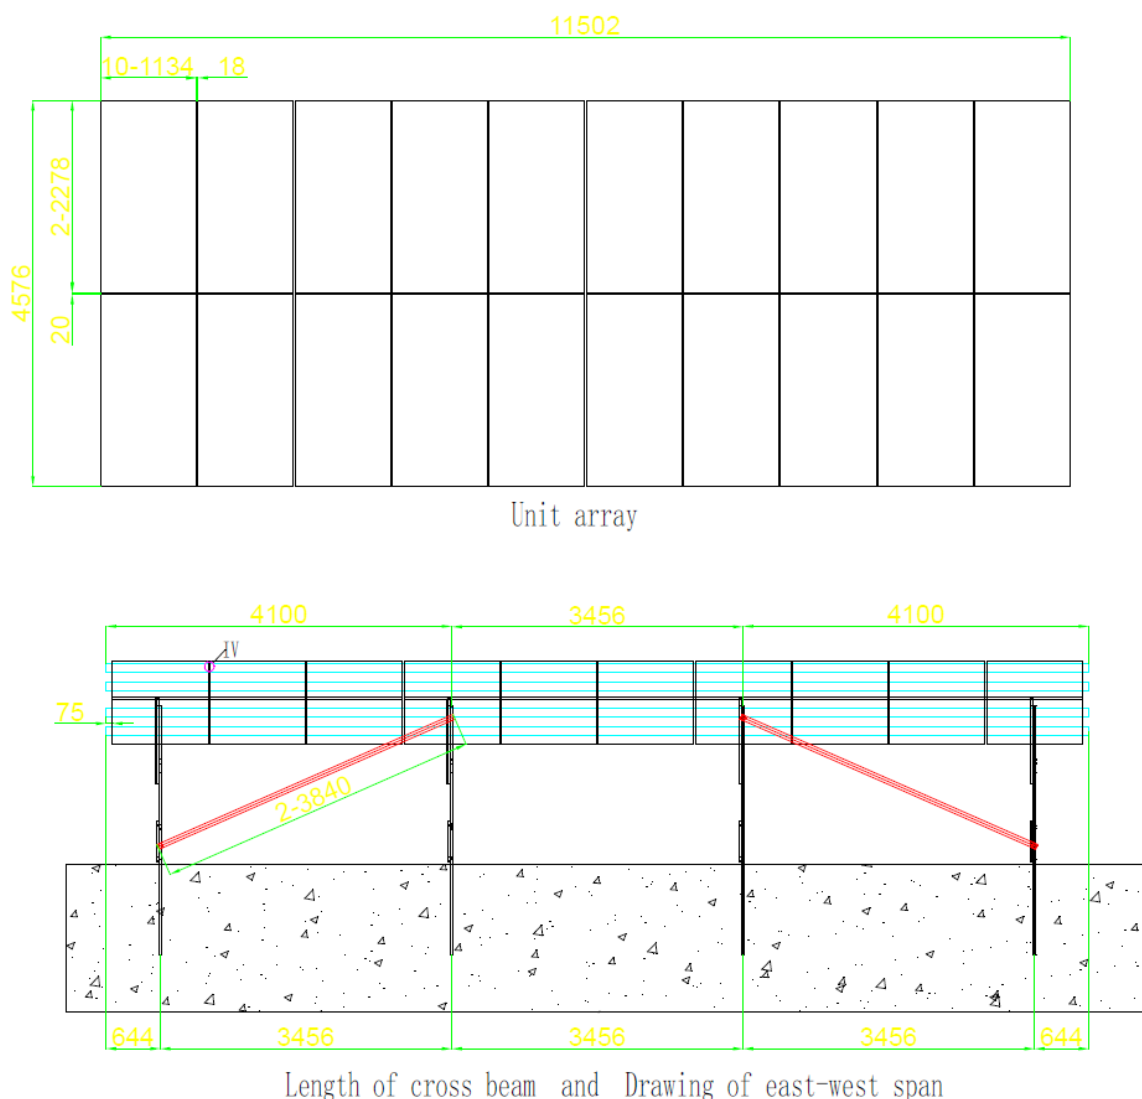 11502
10-1134 18
2-2278
4576
20
Unit array
4100 3456 4100
IV
75
2-3840
644 3456 3456 3456 644
Length of cross beam and Drawing of east-west span